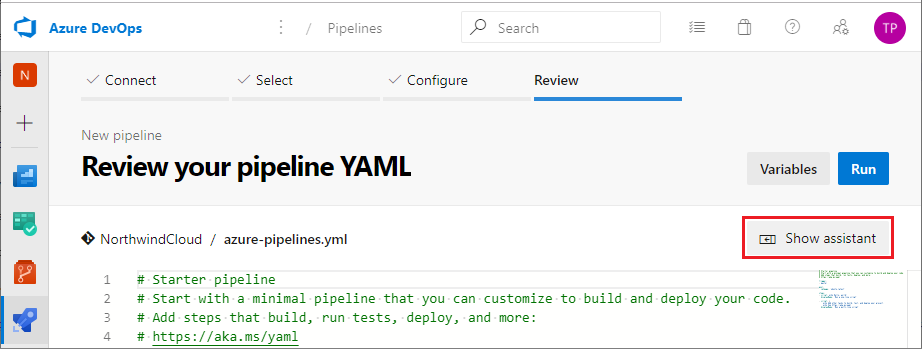 Azure DevOps
/ Pipelines
Search
TP
N
Connect
Select
Configure
Review
New pipeline
Review your pipeline YAML
Variables
Run
NorthwindCloud / azure-pipelines.yml
Show assistant
1 # Starter pipeline
2 # Start with a minimal pipeline that you can customize to build and deploy your code.
3 # Add steps that build, run tests, deploy, and more:
4 # https://aka.ms/yaml